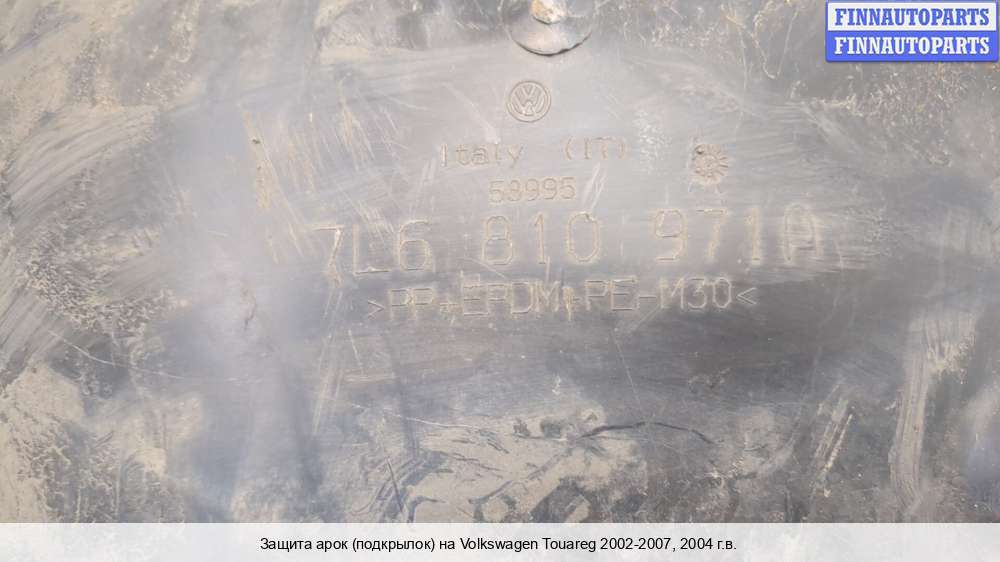 FINNAUTOPARTS
FINNAUTOPARTS
Italy (IT)
59995
7L6 810 971A
>PP+EPDM+PE-M30<
Защита арок (подкрылок) на Volkswagen Touareg 2002-2007, 2004 г.в.